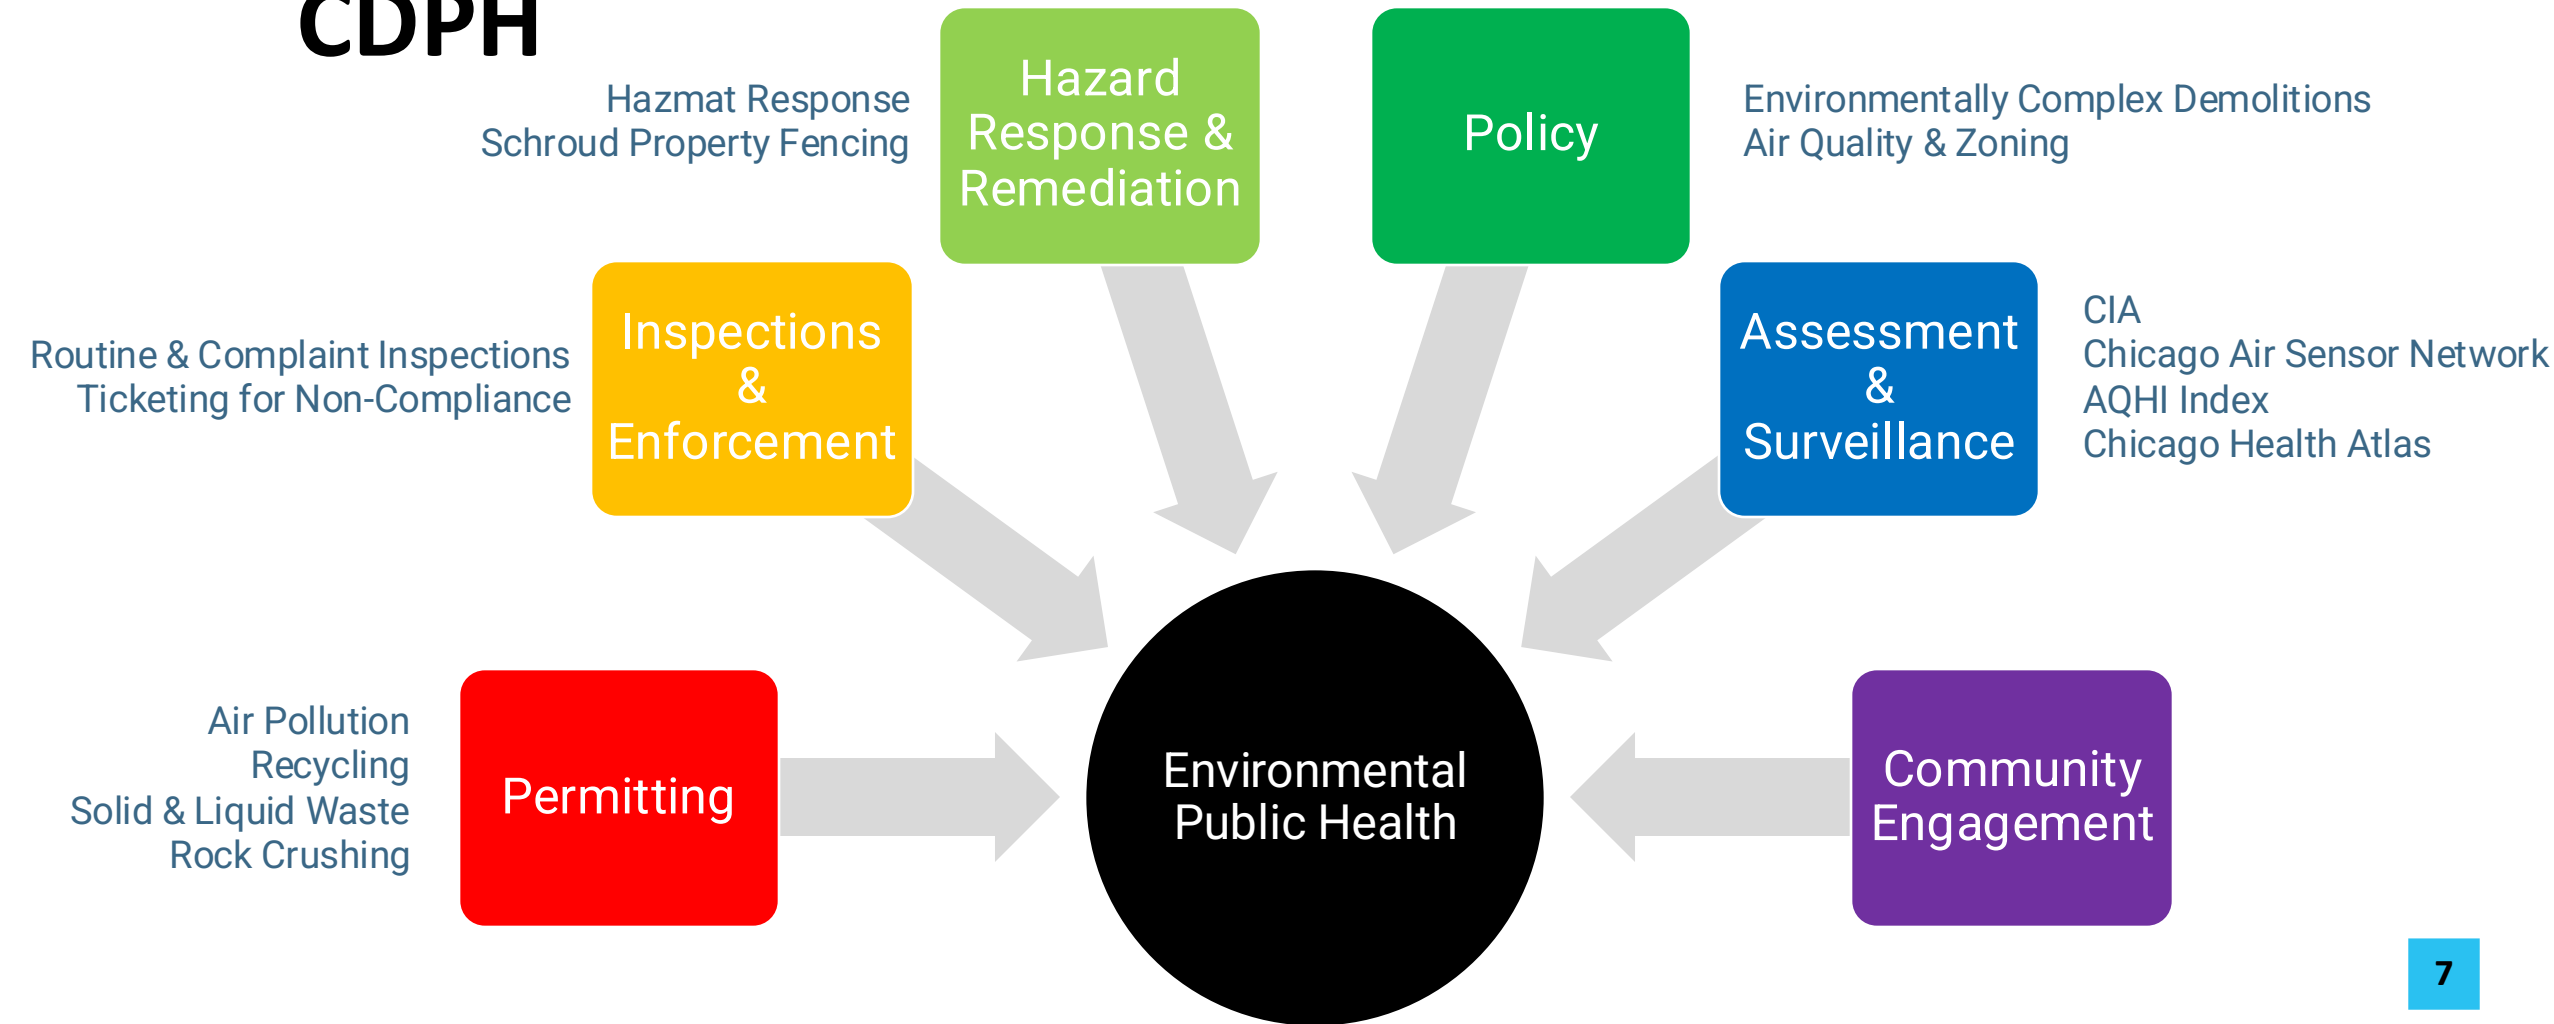 CDPH
Hazmat Response
Schroud Property Fencing
Hazard
Response &
Remediation
Policy
Environmentally Complex Demolitions
Air Quality & Zoning
Routine & Complaint Inspections
Ticketing for Non-Compliance
Inspections
&
Enforcement
Assessment
&
Surveillance
CIA
Chicago Air Sensor Network
AQHI Index
Chicago Health Atlas
Air Pollution
Recycling
Solid & Liquid Waste
Rock Crushing
Permitting
Environmental
Public Health
Community
Engagement
7